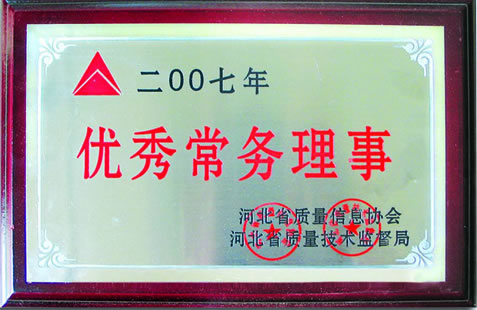 二00七年
优秀常务理事
河北省质量信息协会
河北省质量技术监督局